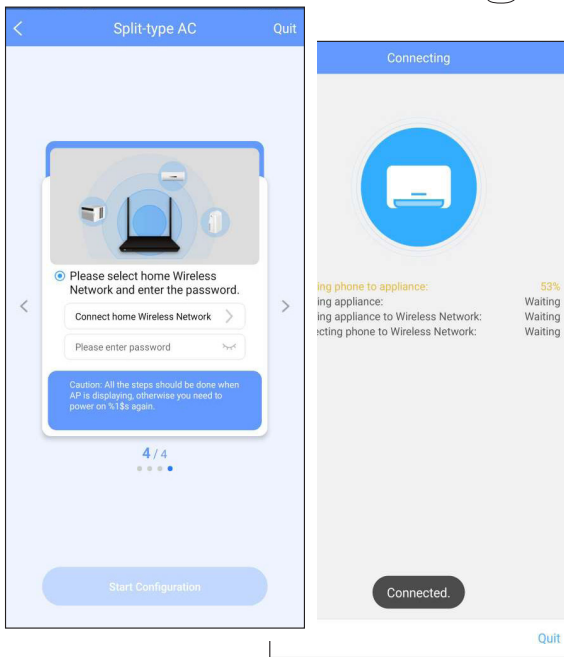 Split-type AC
Quit
Please select home Wireless
Network and enter the password.
Connect home Wireless Network
Please enter password
Caution: All the steps should be done when
AP is displaying, otherwise you need to
power on %1$s again.
4 / 4
Start Configuration
Connecting
ing phone to appliance: 53%
ing appliance: Waiting
ing appliance to Wireless Network: Waiting
ecting phone to Wireless Network: Waiting
Connected.
Quit